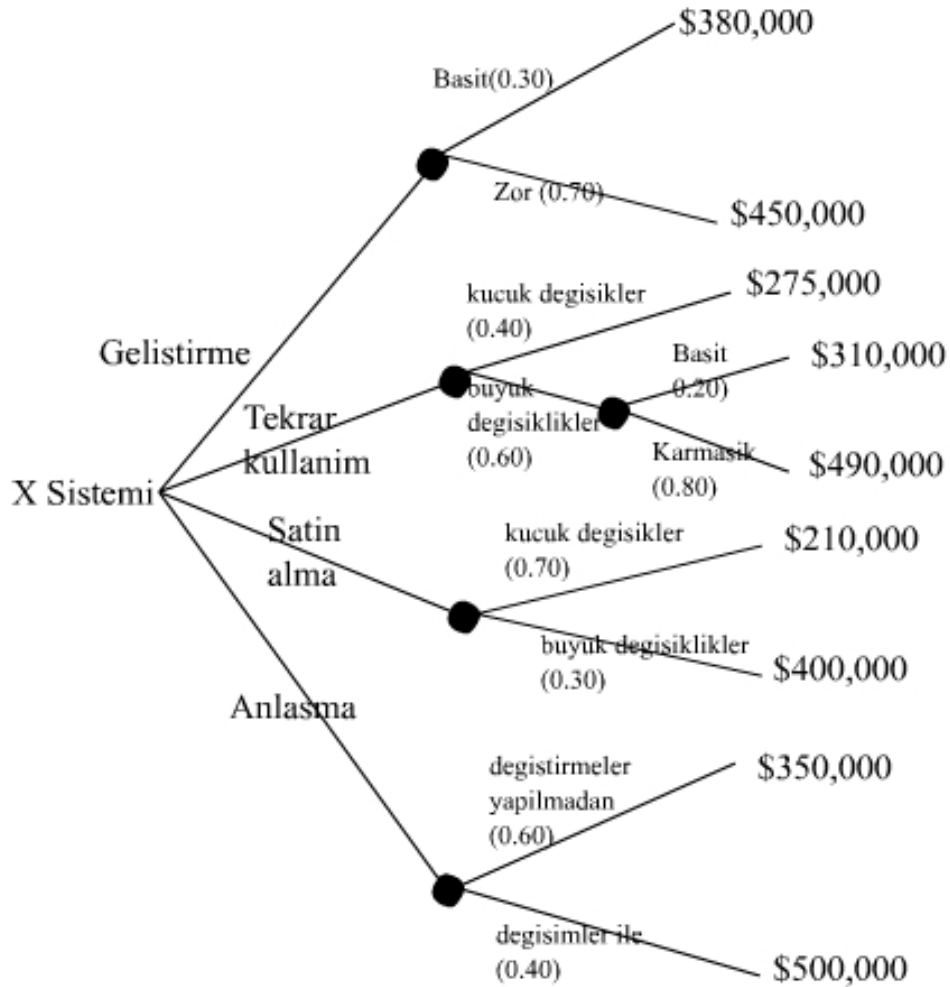 $380,000
Basit(0.30)
Zor (0.70)
$450,000
Gelistirme
kucuk degisikler
(0.40)
$275,000
Tekrar
kullanim
buyuk
degisiklikler
(0.60)
Basit
0.20)
$310,000
Karmasik
(0.80)
$490,000
X Sistemi
Satin
alma
kucuk degisikler
(0.70)
$210,000
buyuk degisiklikler
(0.30)
$400,000
Anlasma
degistirmeler
yapilmadan
(0.60)
$350,000
degisimler ile
(0.40)
$500,000